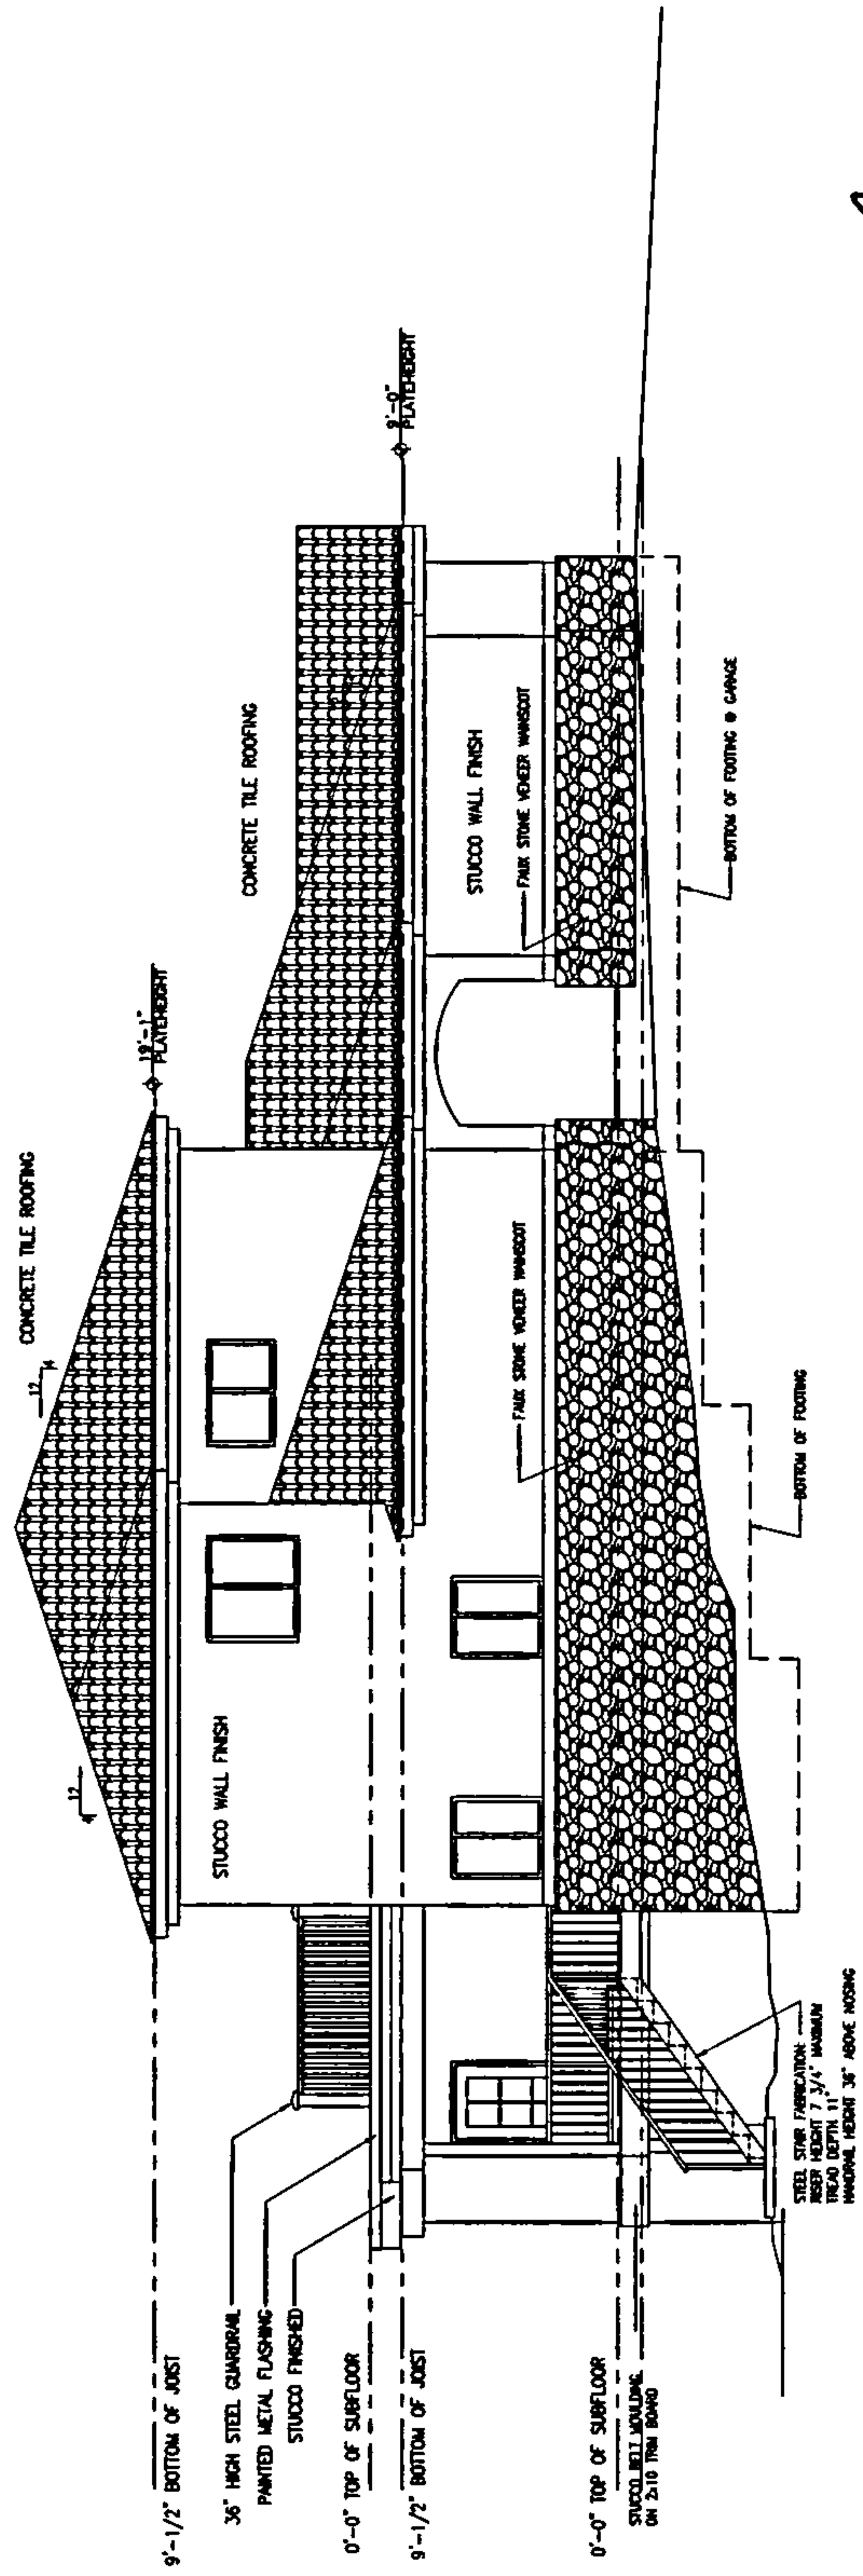 CONCRETE TILE ROOFING
12
4
12
4
19'-1"
PLATEHEIGHT
CONCRETE TILE ROOFING
9'-0"
PLATEHEIGHT
9'-1/2" BOTTOM OF JOIST
STUCCO WALL FINISH
36" HIGH STEEL GUARDRAIL
PAINTED METAL FLASHING
STUCCO FINISHED
0'-0" TOP OF SUBFLOOR
9'-1/2" BOTTOM OF JOIST
STUCCO WALL FINISH
FAUX STONE VENEER WAINSCOT
FAUX STONE VENEER WAINSCOT
0'-0" TOP OF SUBFLOOR
STUCCO BELT MOULDING
ON 2x10 TRIM BOARD
BOTTOM OF FOOTING @ GARAGE
BOTTOM OF FOOTING
STEEL STAIR FABRICATION:
RISER HEIGHT 7 3/4" MAXIMUM
TREAD DEPTH 11"
HANDRAIL HEIGHT 36" ABOVE NOSING